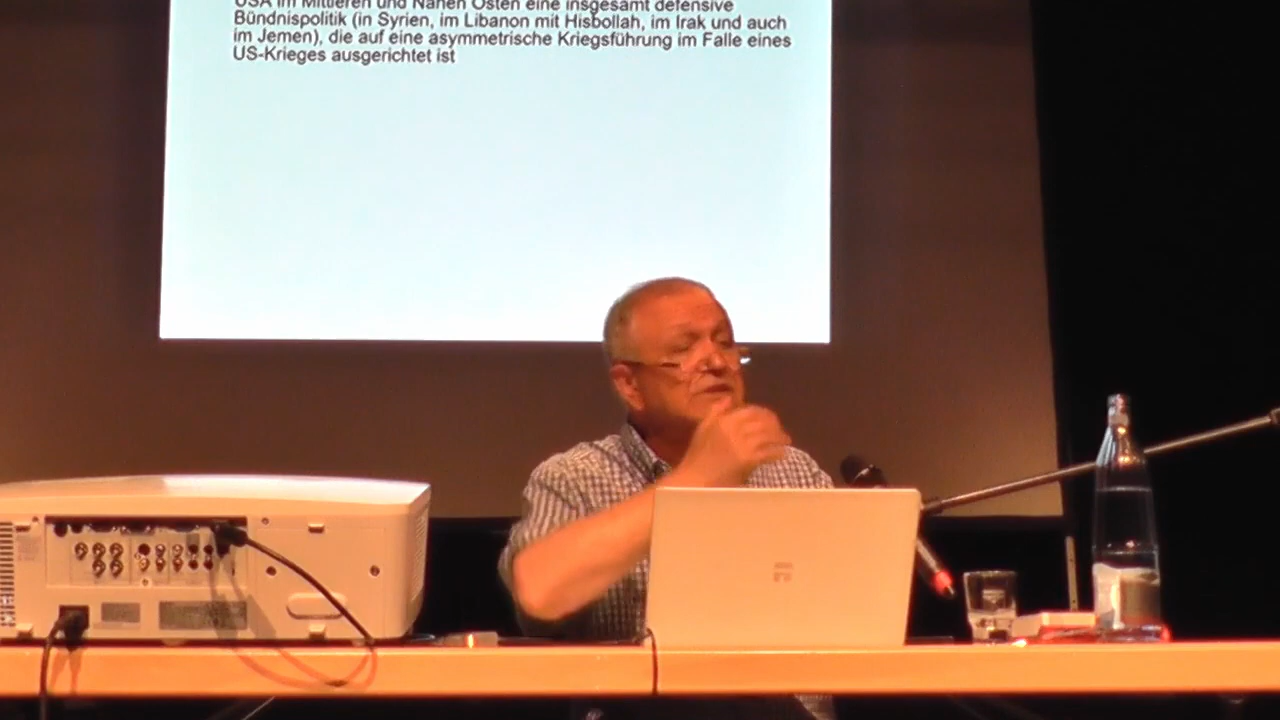 USA im Mittleren und Nahen Osten eine insgesamt defensive
Bündnispolitik (in Syrien, im Libanon mit Hisbollah, im Irak und auch
im Jemen), die auf eine asymmetrische Kriegsführung im Falle eines
US-Krieges ausgerichtet ist